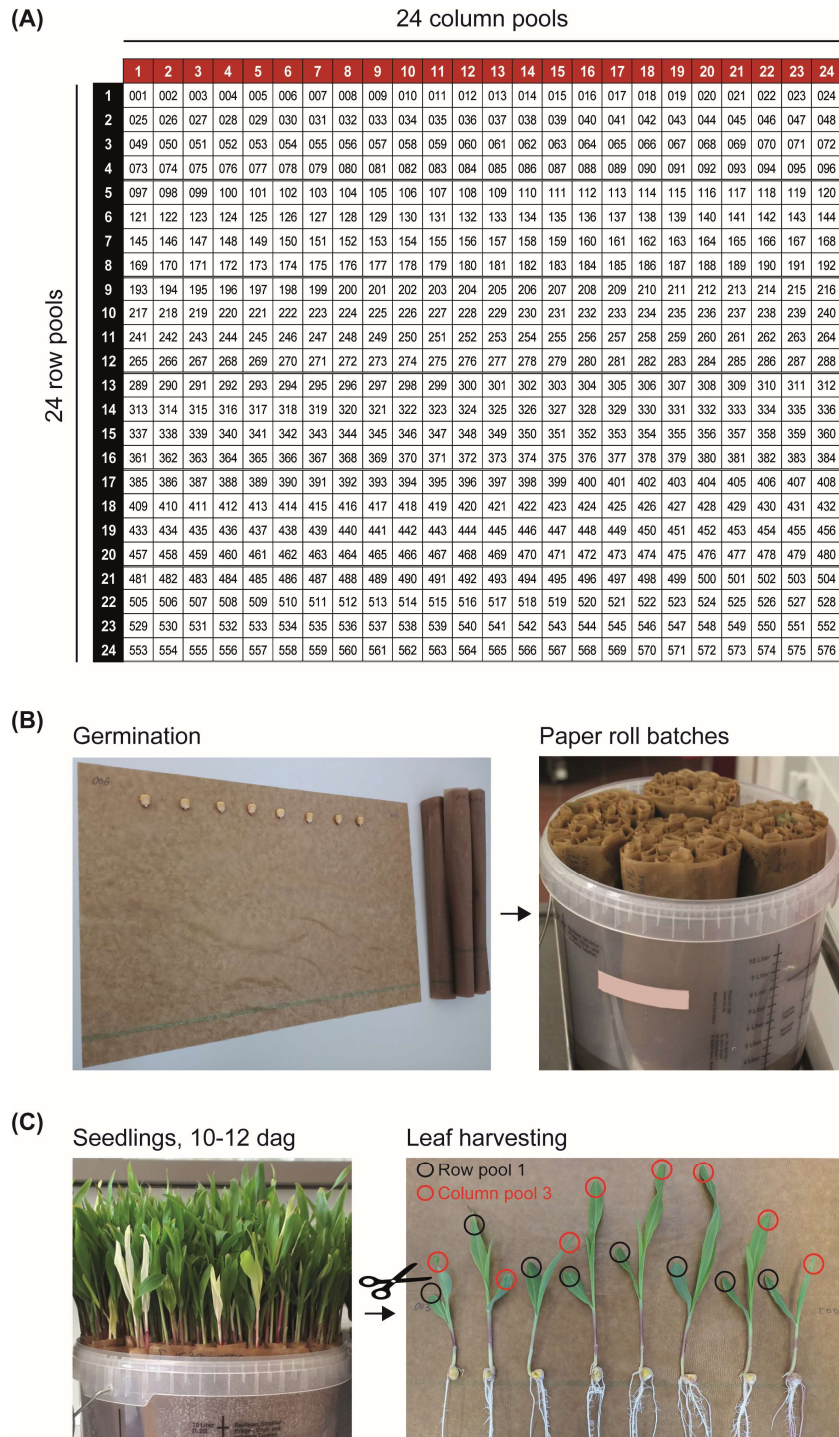 (A)
24 column pools
1 2 3 4 5 6 7 8 9 10 11 12 13 14 15 16 17 18 19 20 21 22 23 24
24 row pools
1 001 002 003 004 005 006 007 008 009 010 011 012 013 014 015 016 017 018 019 020 021 022 023 024
2 025 026 027 028 029 030 031 032 033 034 035 036 037 038 039 040 041 042 043 044 045 046 047 048
3 049 050 051 052 053 054 055 056 057 058 059 060 061 062 063 064 065 066 067 068 069 070 071 072
4 073 074 075 076 077 078 079 080 081 082 083 084 085 086 087 088 089 090 091 092 093 094 095 096
5 097 098 099 100 101 102 103 104 105 106 107 108 109 110 111 112 113 114 115 116 117 118 119 120
6 121 122 123 124 125 126 127 128 129 130 131 132 133 134 135 136 137 138 139 140 141 142 143 144
7 145 146 147 148 149 150 151 152 153 154 155 156 157 158 159 160 161 162 163 164 165 166 167 168
8 169 170 171 172 173 174 175 176 177 178 179 180 181 182 183 184 185 186 187 188 189 190 191 192
9 193 194 195 196 197 198 199 200 201 202 203 204 205 206 207 208 209 210 211 212 213 214 215 216
10 217 218 219 220 221 222 223 224 225 226 227 228 229 230 231 232 233 234 235 236 237 238 239 240
11 241 242 243 244 245 246 247 248 249 250 251 252 253 254 255 256 257 258 259 260 261 262 263 264
12 265 266 267 268 269 270 271 272 273 274 275 276 277 278 279 280 281 282 283 284 285 286 287 288
13 289 290 291 292 293 294 295 296 297 298 299 300 301 302 303 304 305 306 307 308 309 310 311 312
14 313 314 315 316 317 318 319 320 321 322 323 324 325 326 327 328 329 330 331 332 333 334 335 336
15 337 338 339 340 341 342 343 344 345 346 347 348 349 350 351 352 353 354 355 356 357 358 359 360
16 361 362 363 364 365 366 367 368 369 370 371 372 373 374 375 376 377 378 379 380 381 382 383 384
17 385 386 387 388 389 390 391 392 393 394 395 396 397 398 399 400 401 402 403 404 405 406 407 408
18 409 410 411 412 413 414 415 416 417 418 419 420 421 422 423 424 425 426 427 428 429 430 431 432
19 433 434 435 436 437 438 439 440 441 442 443 444 445 446 447 448 449 450 451 452 453 454 455 456
20 457 458 459 460 461 462 463 464 465 466 467 468 469 470 471 472 473 474 475 476 477 478 479 480
21 481 482 483 484 485 486 487 488 489 490 491 492 493 494 495 496 497 498 499 500 501 502 503 504
22 505 506 507 508 509 510 511 512 513 514 515 516 517 518 519 520 521 522 523 524 525 526 527 528
23 529 530 531 532 533 534 535 536 537 538 539 540 541 542 543 544 545 546 547 548 549 550 551 552
24 553 554 555 556 557 558 559 560 561 562 563 564 565 566 567 568 569 570 571 572 573 574 575 576
(B)
Germination
Paper roll batches
(C)
Seedlings, 10-12 dag
Leaf harvesting
Row pool 1
Column pool 3
003
10 Liter